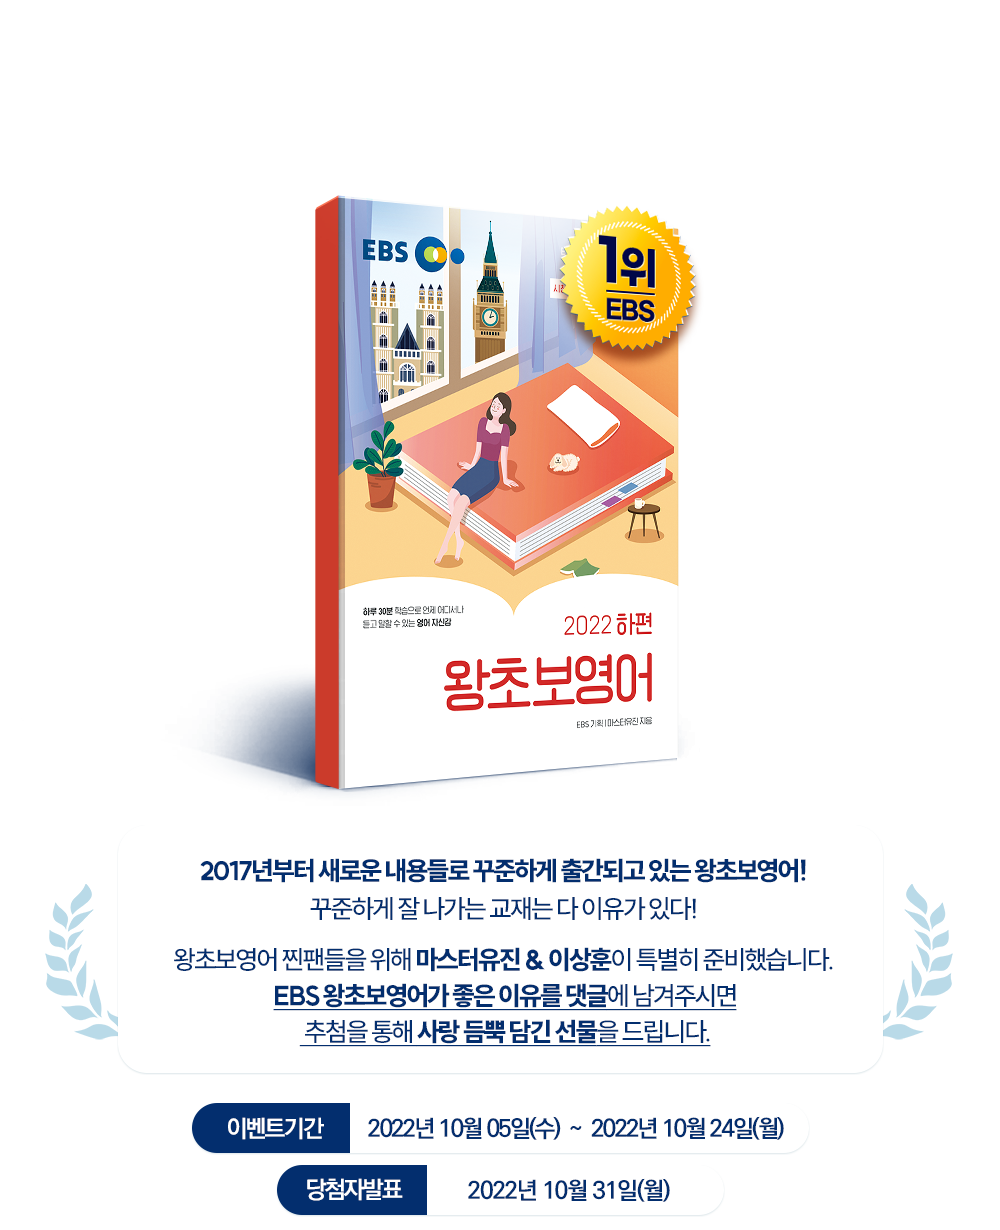 EBS
1위
EBS
하루 30분 학습으로 언제 어디서나
듣고 말할 수 있는 영어 자신감
2022 하편
왕초보영어
EBS 기획 | 마스터유진 지음
2017년부터 새로운 내용들로 꾸준하게 출간되고 있는 왕초보영어!
꾸준하게 잘 나가는 교재는 다 이유가 있다!
왕초보영어 찐팬들을 위해 마스터유진 & 이상훈이 특별히 준비했습니다.
EBS 왕초보영어가 좋은 이유를 댓글에 남겨주시면
추첨을 통해 사랑 듬뿍 담긴 선물을 드립니다.
이벤트기간 2022년 10월 05일(수) ~ 2022년 10월 24일(월)
당첨자발표 2022년 10월 31일(월)